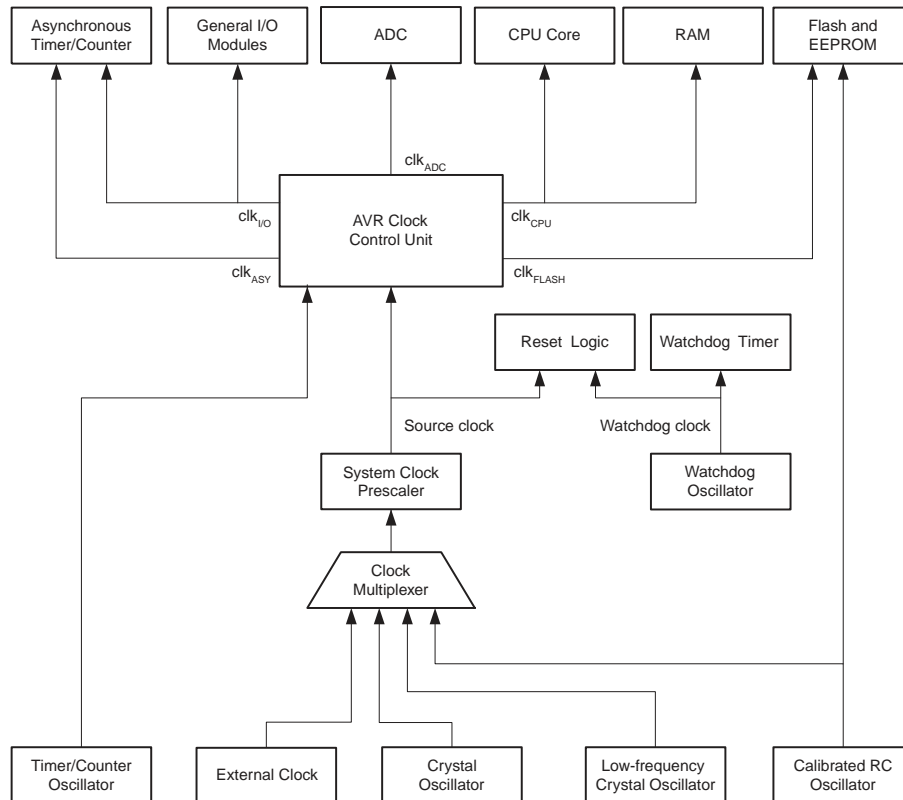 Asynchronous
Timer/Counter
General I/O
Modules
ADC
CPU Core
RAM
Flash and
EEPROM
clkADC
clkI/O
AVR Clock
Control Unit
clkCPU
clkASY
clkFLASH
Reset Logic
Watchdog Timer
Source clock
Watchdog clock
System Clock
Prescaler
Watchdog
Oscillator
Clock
Multiplexer
Timer/Counter
Oscillator
External Clock
Crystal
Oscillator
Low-frequency
Crystal Oscillator
Calibrated RC
Oscillator